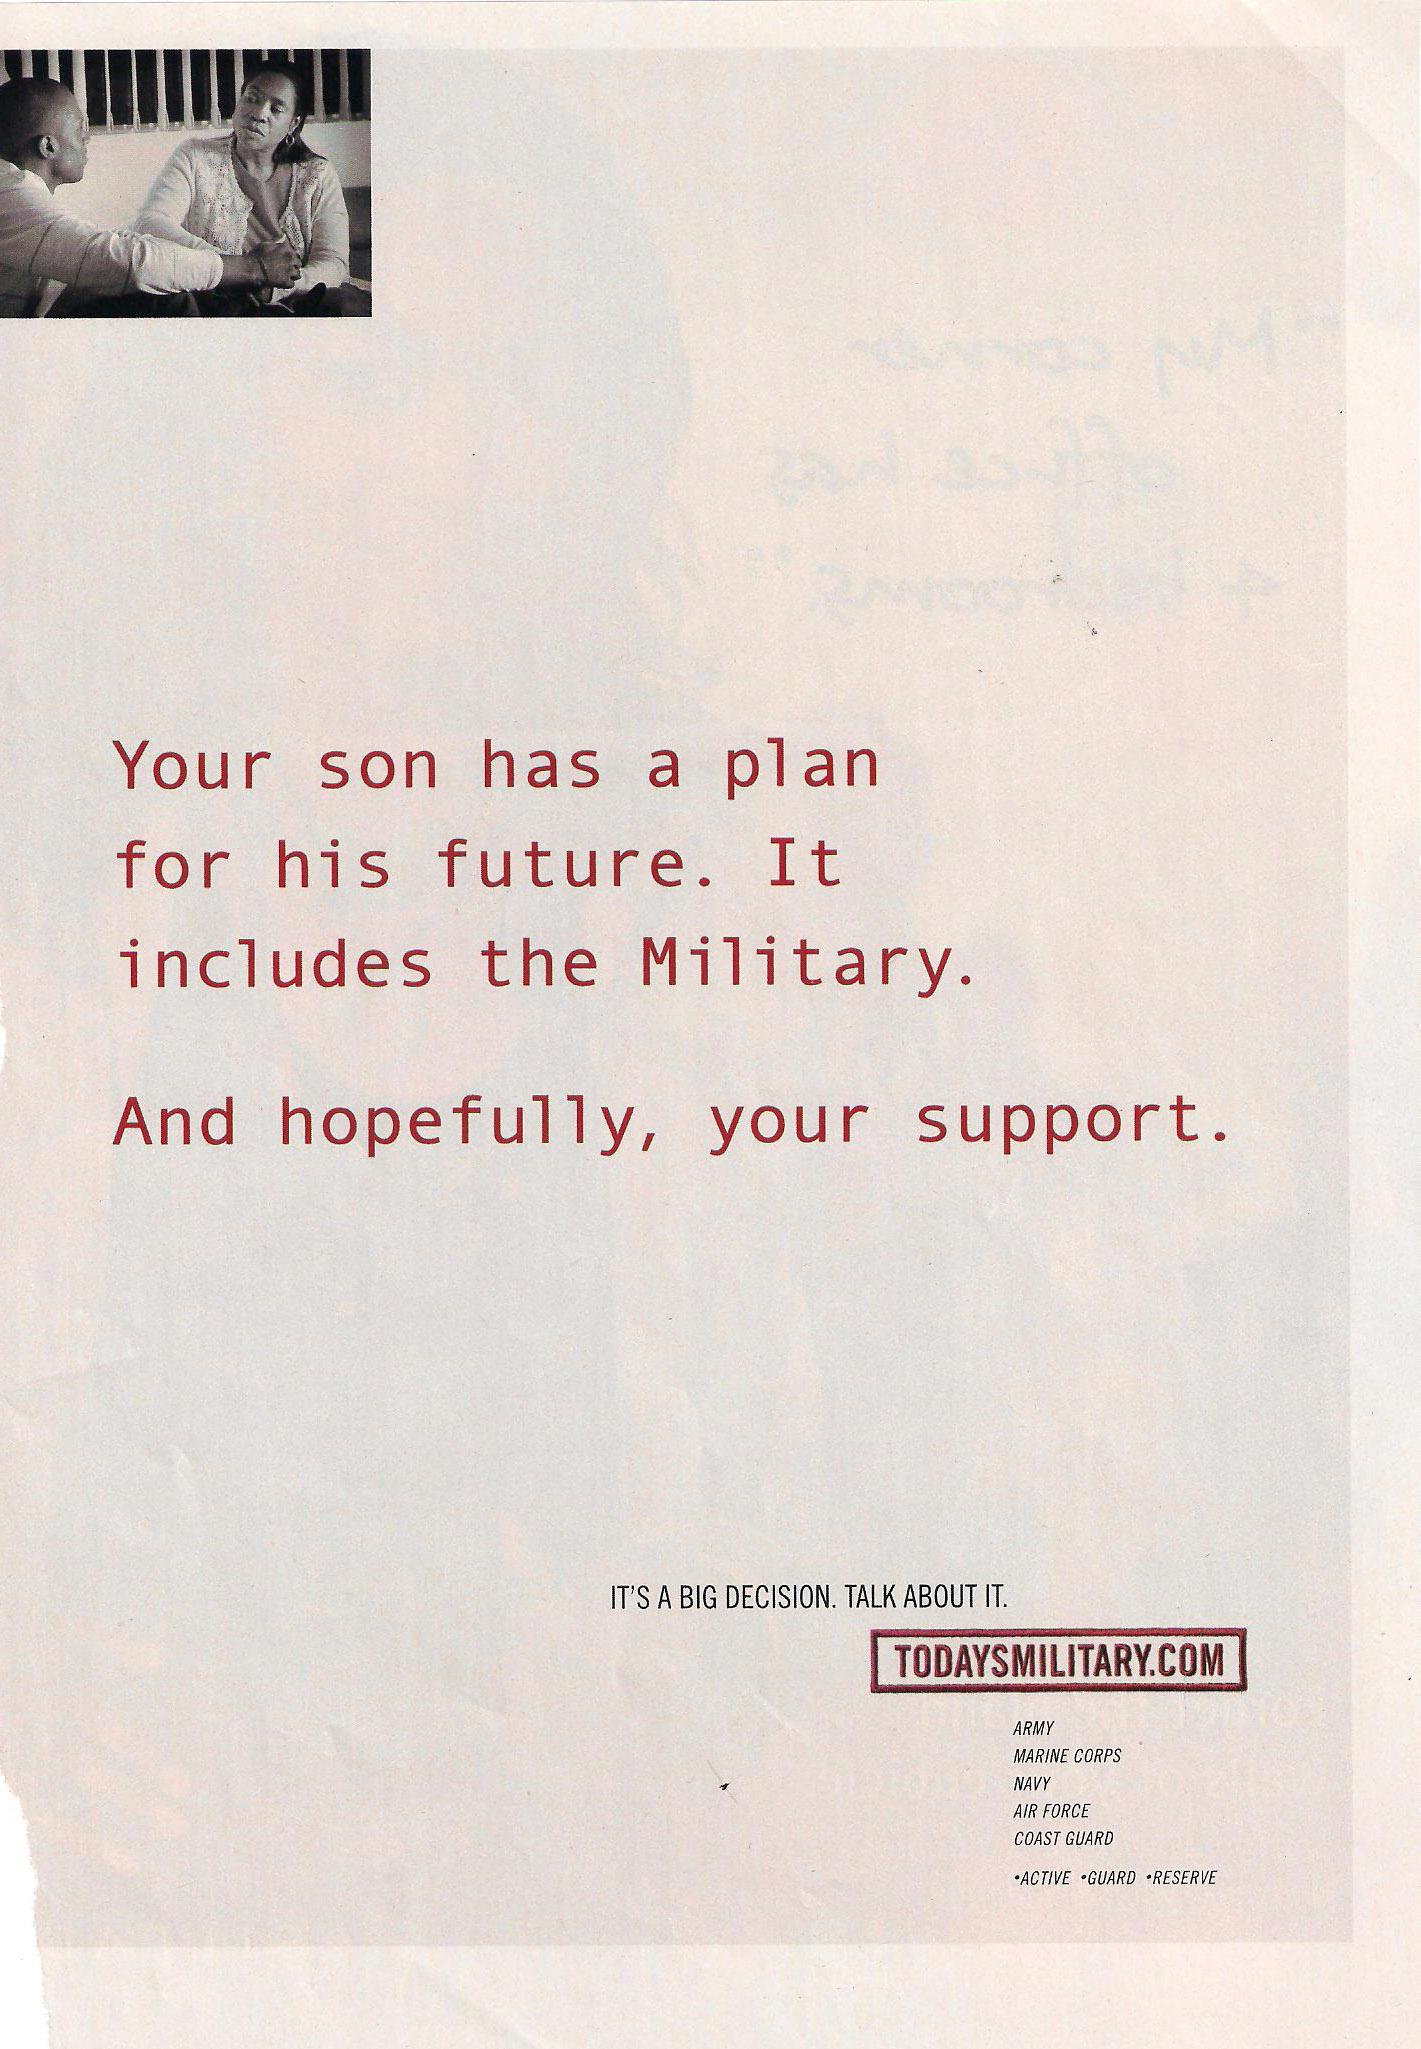 Your son has a plan
for his future. It
includes the Military.
And hopefully, your support.
IT'S A BIG DECISION. TALK ABOUT IT.
TODAYSMILITARY.COM
ARMY
MARINE CORPS
NAVY
AIR FORCE
COAST GUARD
•ACTIVE •GUARD •RESERVE